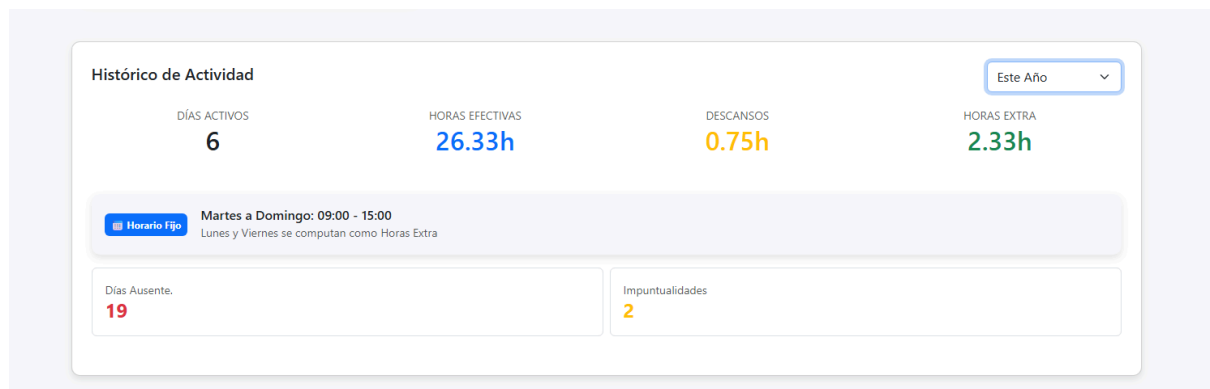 Histórico de Actividad
Este Año
DÍAS ACTIVOS
6
HORAS EFECTIVAS
26.33h
DESCANSOS
0.75h
HORAS EXTRA
2.33h
Horario Fijo
Martes a Domingo: 09:00 - 15:00
Lunes y Viernes se computan como Horas Extra
Días Ausente.
19
Impuntualidades
2